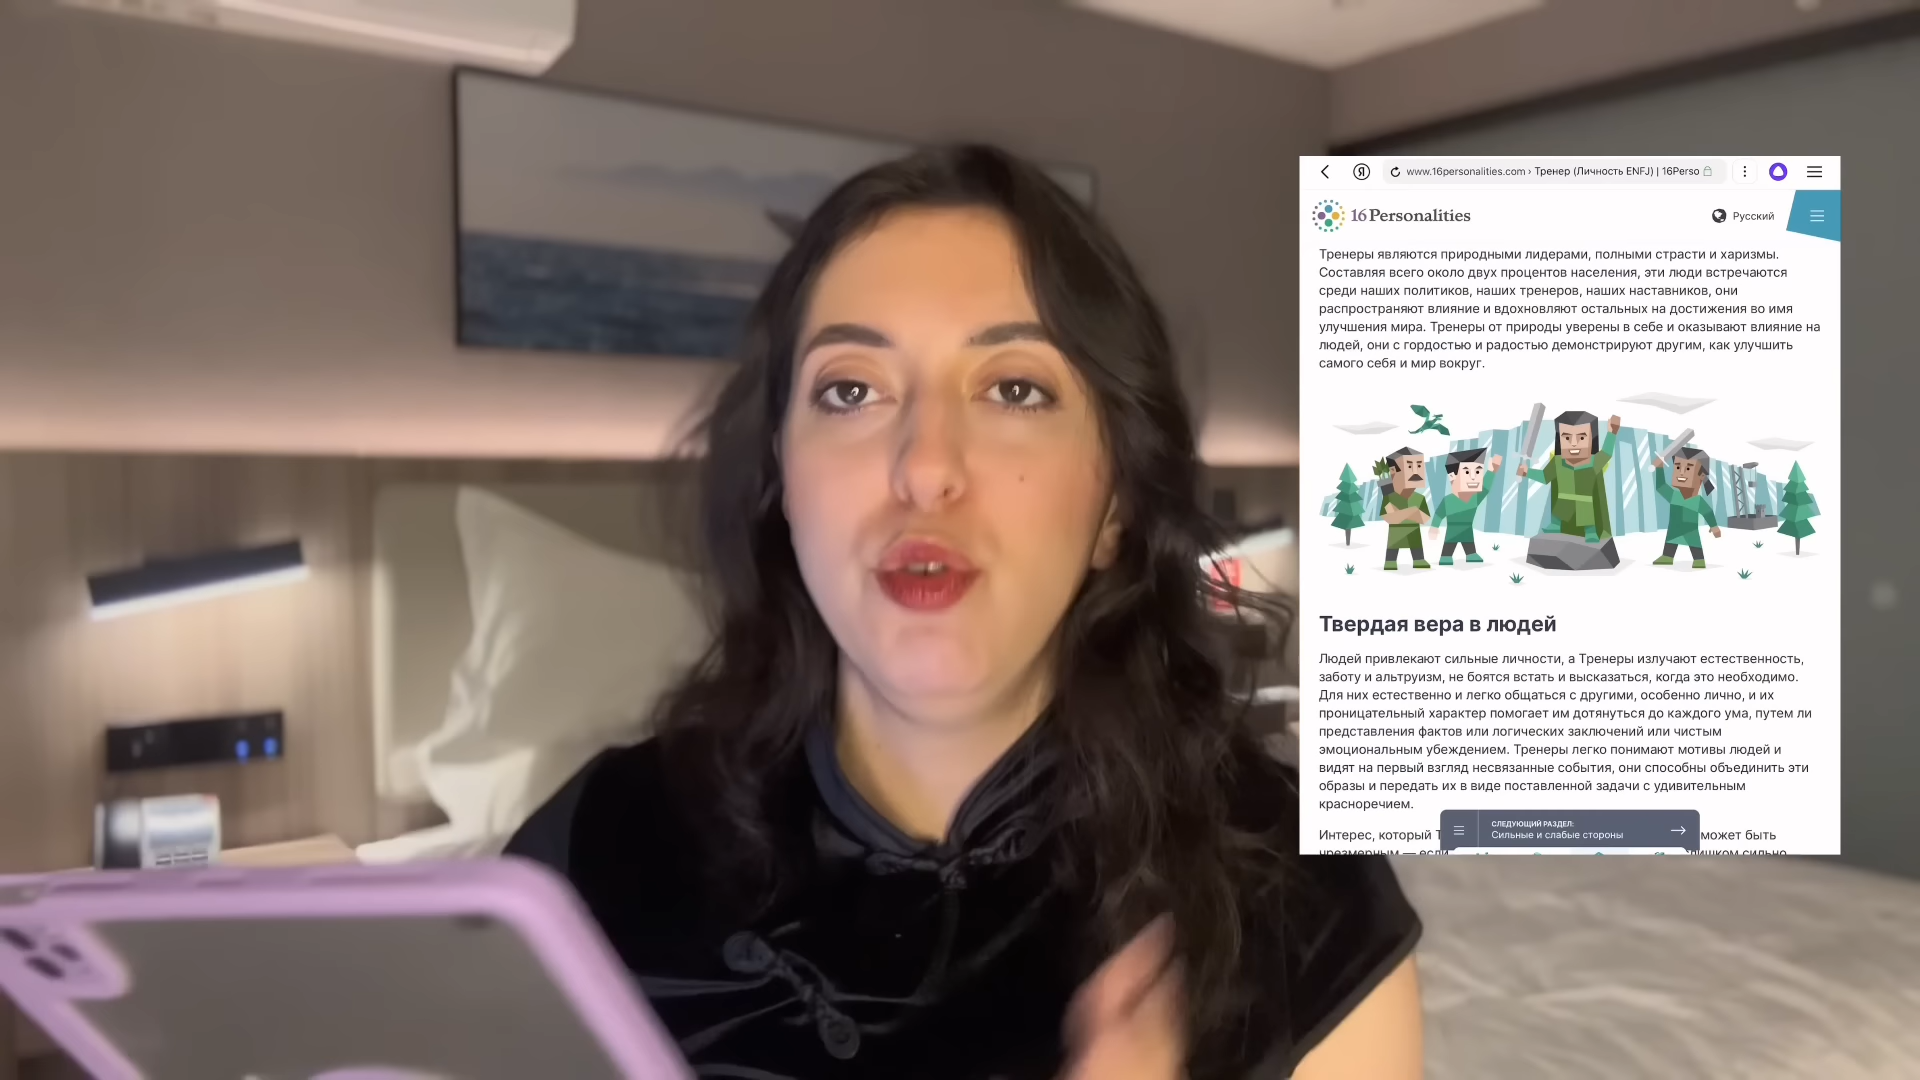 www.16personalities.com › Тренер (Личность ENFJ) | 16Perso
16Personalities
Русский
Тренеры являются природными лидерами, полными страсти и харизмы.
Составляя всего около двух процентов населения, эти люди встречаются
среди наших политиков, наших тренеров, наших наставников, они
распространяют влияние и вдохновляют остальных на достижения во имя
улучшения мира. Тренеры от природы уверены в себе и оказывают влияние на
людей, они с гордостью и радостью демонстрируют другим, как улучшить
самого себя и мир вокруг.
Твердая вера в людей
Людей привлекают сильные личности, а Тренеры излучают естественность,
заботу и альтруизм, не боятся встать и высказаться, когда это необходимо.
Для них естественно и легко общаться с другими, особенно лично, и их
проницательный характер помогает им дотянуться до каждого ума, путем ли
представления фактов или логических заключений или чистым
эмоциональным убеждением. Тренеры легко понимают мотивы людей и
видят на первый взгляд несвязанные события, они способны объединить эти
образы и передать их в виде поставленной задачи с удивительным
красноречием.
СЛЕДУЮЩИЙ РАЗДЕЛ:
Сильные и слабые стороны
Интерес, который Т может быть
чрезмерным — если сильно